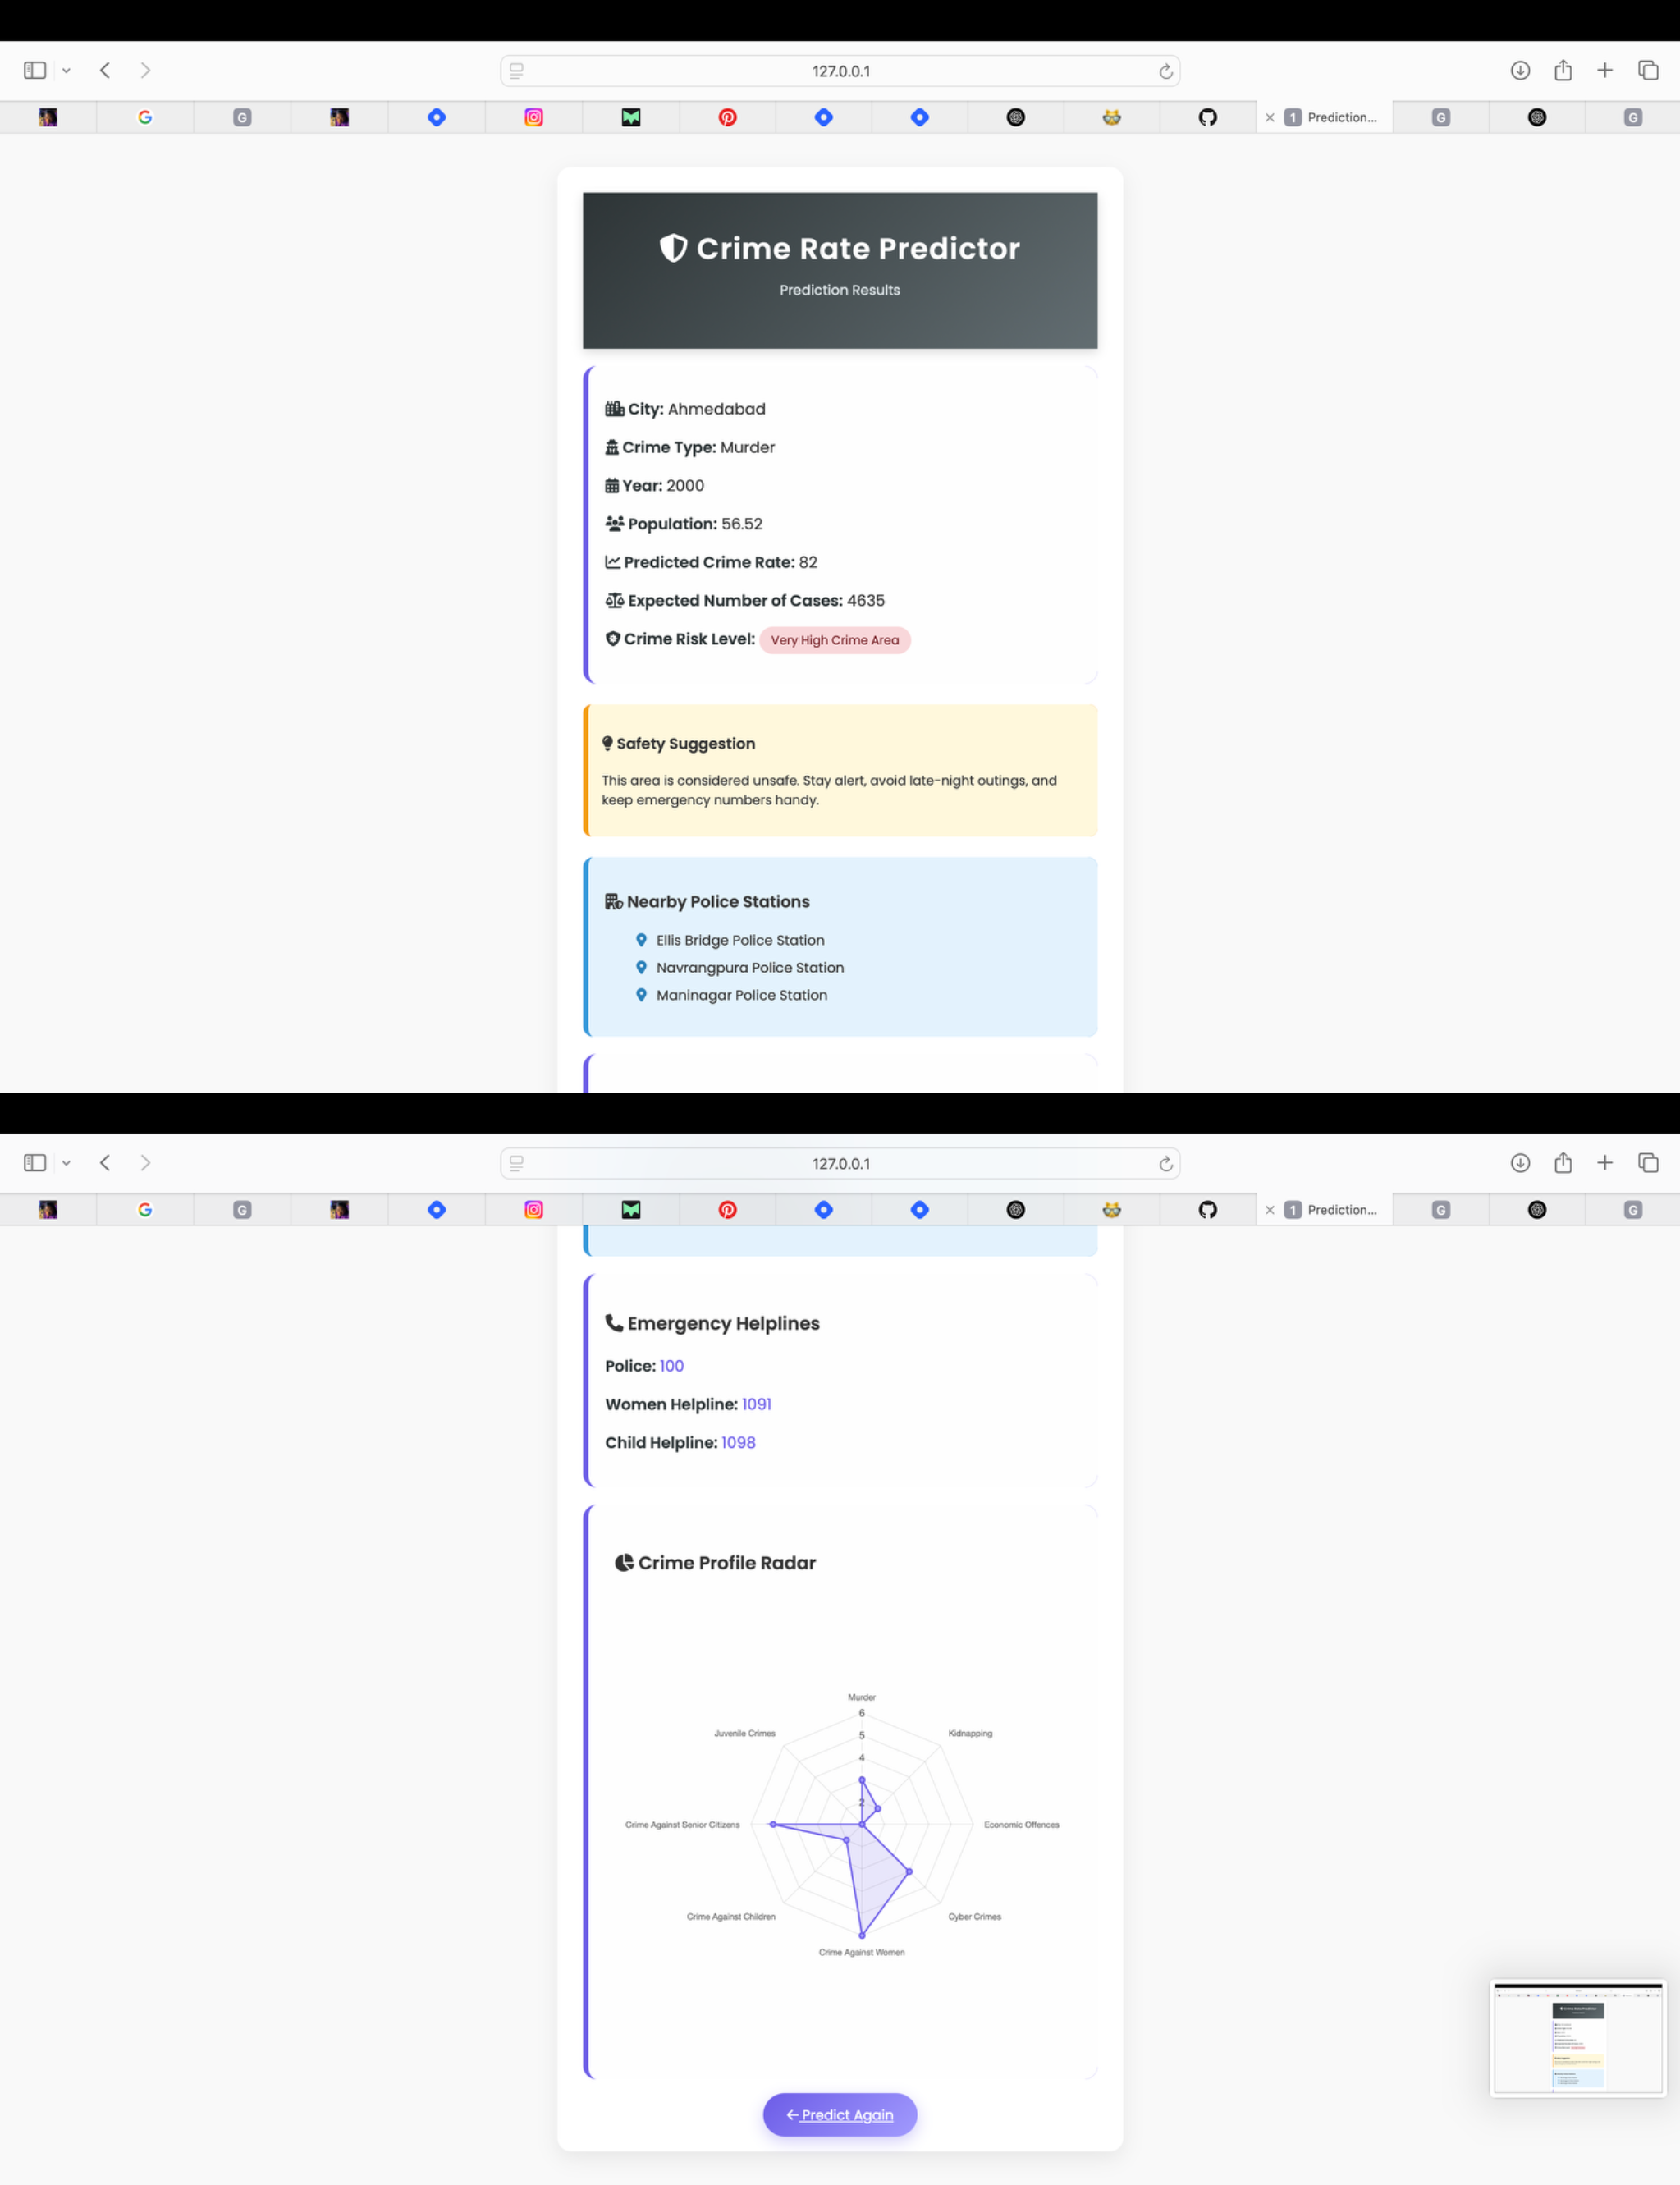 127.0.0.1
G
G
1 Prediction...
G
G
Crime Rate Predictor
Prediction Results
City: Ahmedabad
Crime Type: Murder
Year: 2000
Population: 56.52
Predicted Crime Rate: 82
Expected Number of Cases: 4635
Crime Risk Level: Very High Crime Area
Safety Suggestion
This area is considered unsafe. Stay alert, avoid late-night outings, and
keep emergency numbers handy.
Nearby Police Stations
Ellis Bridge Police Station
Navrangpura Police Station
Maninagar Police Station
127.0.0.1
G
G
1 Prediction...
G
G
Emergency Helplines
Police: 100
Women Helpline: 1091
Child Helpline: 1098
Crime Profile Radar
Murder
6
Juvenile Crimes
Kidnapping
5
4
2
Crime Against Senior Citizens
Economic Offences
Crime Against Children
Cyber Crimes
Crime Against Women
Predict Again